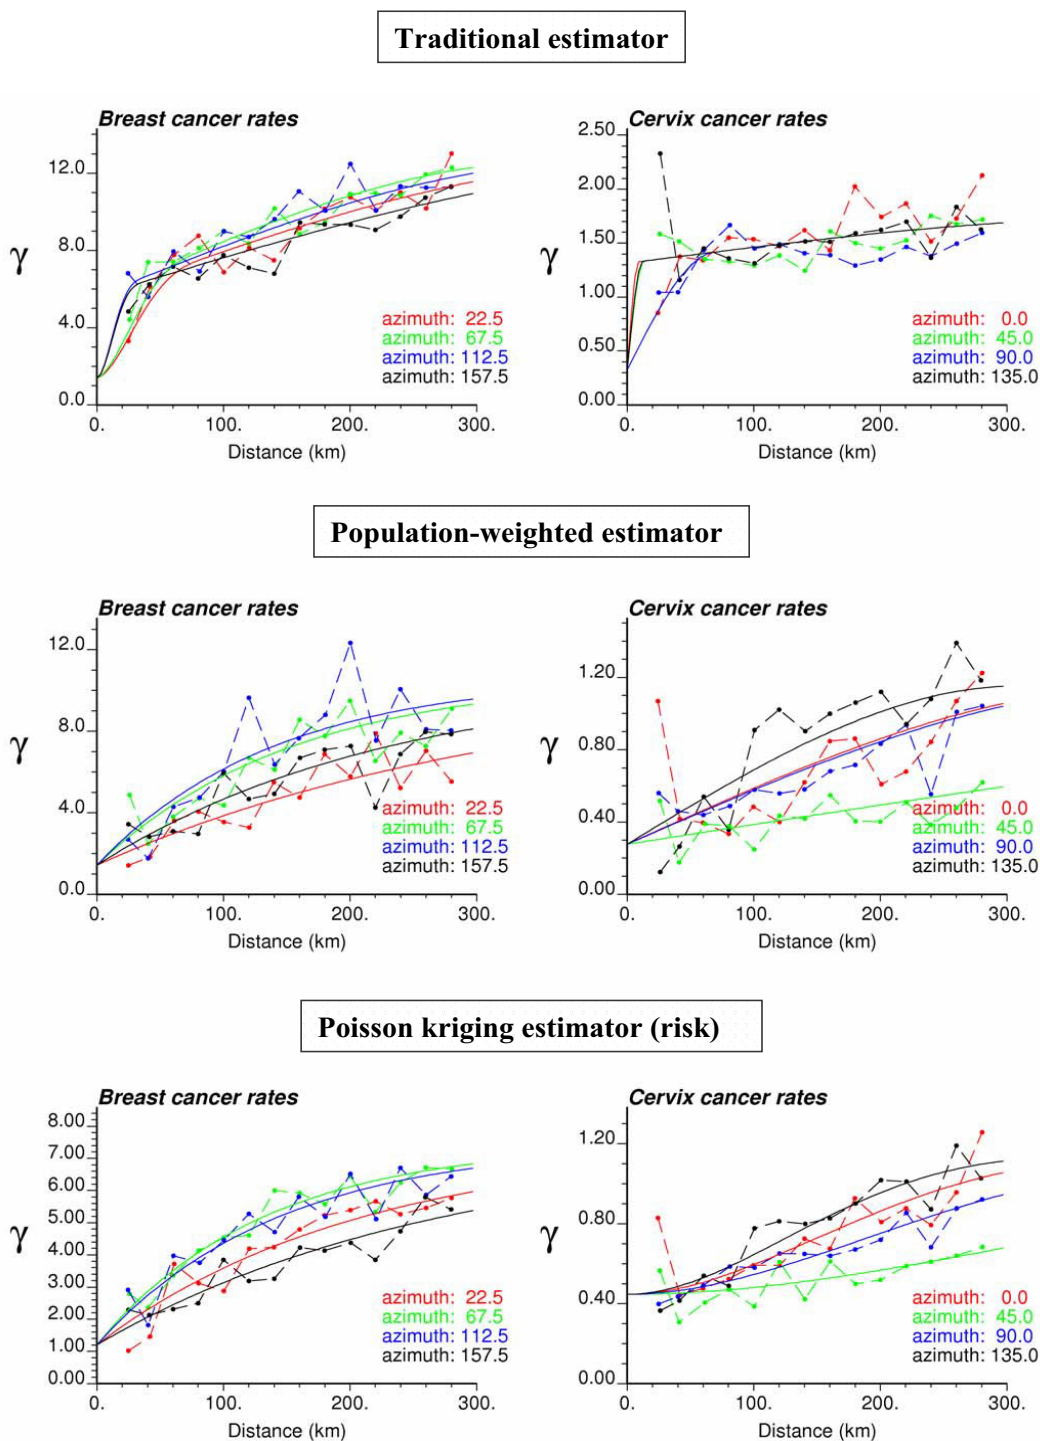 Traditional estimator
Breast cancer rates
12.0
8.0
4.0
0.0
γ
0.
100.
200.
300.
Distance (km)
azimuth: 22.5
azimuth: 67.5
azimuth: 112.5
azimuth: 157.5
Cervix cancer rates
2.50
2.00
1.50
1.00
0.50
0.00
γ
0.
100.
200.
300.
Distance (km)
azimuth: 0.0
azimuth: 45.0
azimuth: 90.0
azimuth: 135.0
Population-weighted estimator
Breast cancer rates
12.0
8.0
4.0
0.0
γ
0.
100.
200.
300.
Distance (km)
azimuth: 22.5
azimuth: 67.5
azimuth: 112.5
azimuth: 157.5
Cervix cancer rates
1.20
0.80
0.40
0.00
γ
0.
100.
200.
300.
Distance (km)
azimuth: 0.0
azimuth: 45.0
azimuth: 90.0
azimuth: 135.0
Poisson kriging estimator (risk)
Breast cancer rates
8.00
7.00
6.00
5.00
4.00
3.00
2.00
1.00
0.00
γ
0.
100.
200.
300.
Distance (km)
azimuth: 22.5
azimuth: 67.5
azimuth: 112.5
azimuth: 157.5
Cervix cancer rates
1.20
0.80
0.40
0.00
γ
0.
100.
200.
300.
Distance (km)
azimuth: 0.0
azimuth: 45.0
azimuth: 90.0
azimuth: 135.0